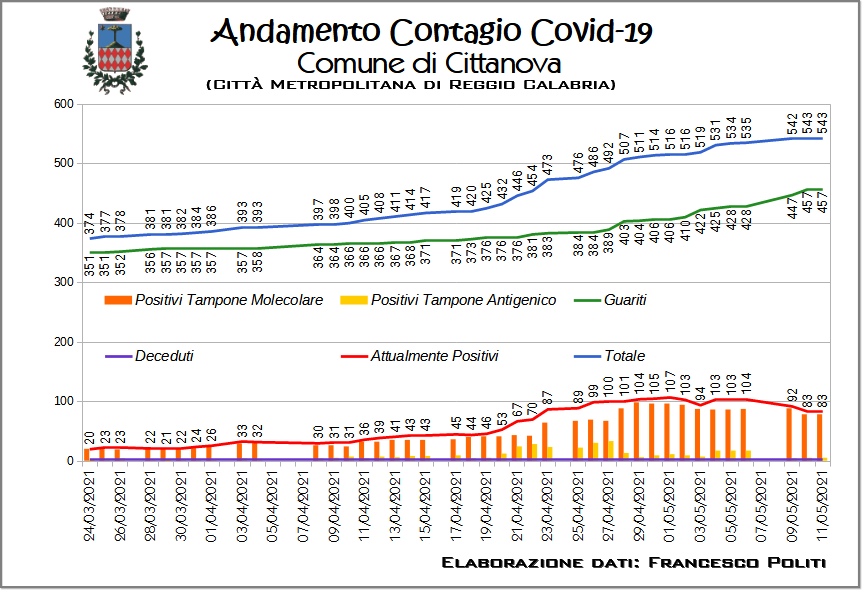 Andamento Contagio Covid-19
Comune di Cittanova
(Città Metropolitana di Reggio Calabria)
600
500
400
300
200
100
0
374 377 378 381 381 382 384 386 393 393 397 398 400 405 408 411 414 417 419 420 425 432 446 454 473 476 486 492 507 511 514 516 516 519 531 534 535 542 543 543
351 351 352 356 357 357 357 357 357 358 364 364 366 366 366 367 368 371 371 373 376 376 376 381 383 384 384 389 403 404 406 406 410 422 425 428 428 447 457 457
Positivi Tampone Molecolare Positivi Tampone Antigenico Guariti
Deceduti Attualmente Positivi Totale
20 23 23 22 21 22 24 26 33 32 30 31 31 36 39 41 43 43 45 44 46 53 67 70 87 89 99 100 101 104 105 107 103 94 103 103 104 92 83 83
24/03/2021 26/03/2021 28/03/2021 30/03/2021 01/04/2021 03/04/2021 05/04/2021 07/04/2021 09/04/2021 11/04/2021 13/04/2021 15/04/2021 17/04/2021 19/04/2021 21/04/2021 23/04/2021 25/04/2021 27/04/2021 29/04/2021 01/05/2021 03/05/2021 05/05/2021 07/05/2021 09/05/2021 11/05/2021
Elaborazione dati: Francesco Politi